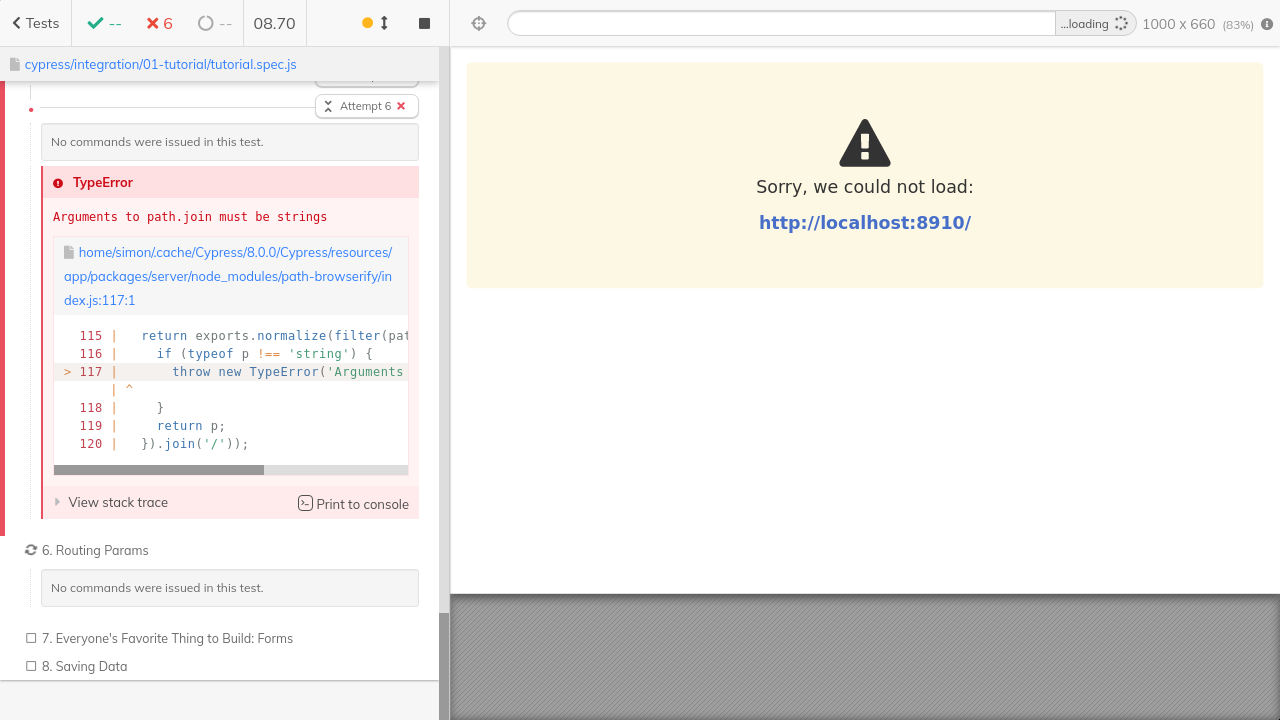 Tests
--
6
--
08.70
...loading
1000 x 660 (83%)
cypress/integration/01-tutorial/tutorial.spec.js
Attempt 6
No commands were issued in this test.
TypeError
Arguments to path.join must be strings
home/simon/.cache/Cypress/8.0.0/Cypress/resources/
app/packages/server/node_modules/path-browserify/in
dex.js:117:1
115 | return exports.normalize(filter(pat
116 | if (typeof p !== 'string') {
> 117 | throw new TypeError('Arguments
| ^
118 | }
119 | return p;
120 | }).join('/'));
View stack trace
Print to console
6. Routing Params
No commands were issued in this test.
7. Everyone's Favorite Thing to Build: Forms
8. Saving Data
Sorry, we could not load:
http://localhost:8910/